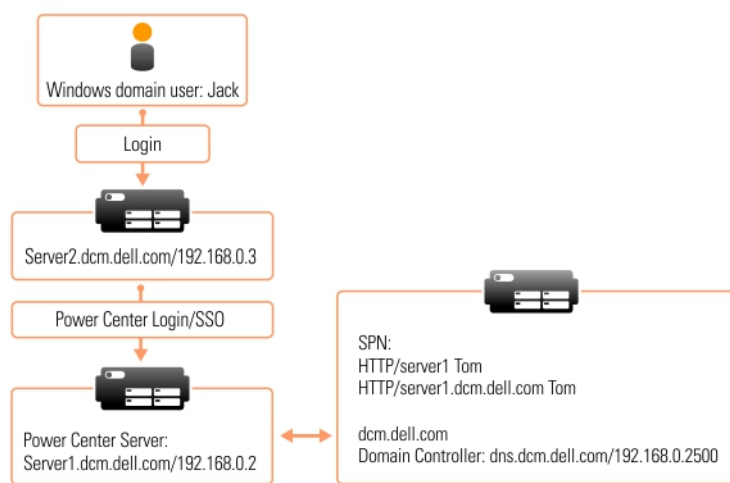 Windows domain user: Jack
Login
Server2.dcm.dell.com/192.168.0.3
Power Center Login/SSO
Power Center Server:
Server1.dcm.dell.com/192.168.0.2
SPN:
HTTP/server1 Tom
HTTP/server1.dcm.dell.com Tom
dcm.dell.com
Domain Controller: dns.dcm.dell.com/192.168.0.2500